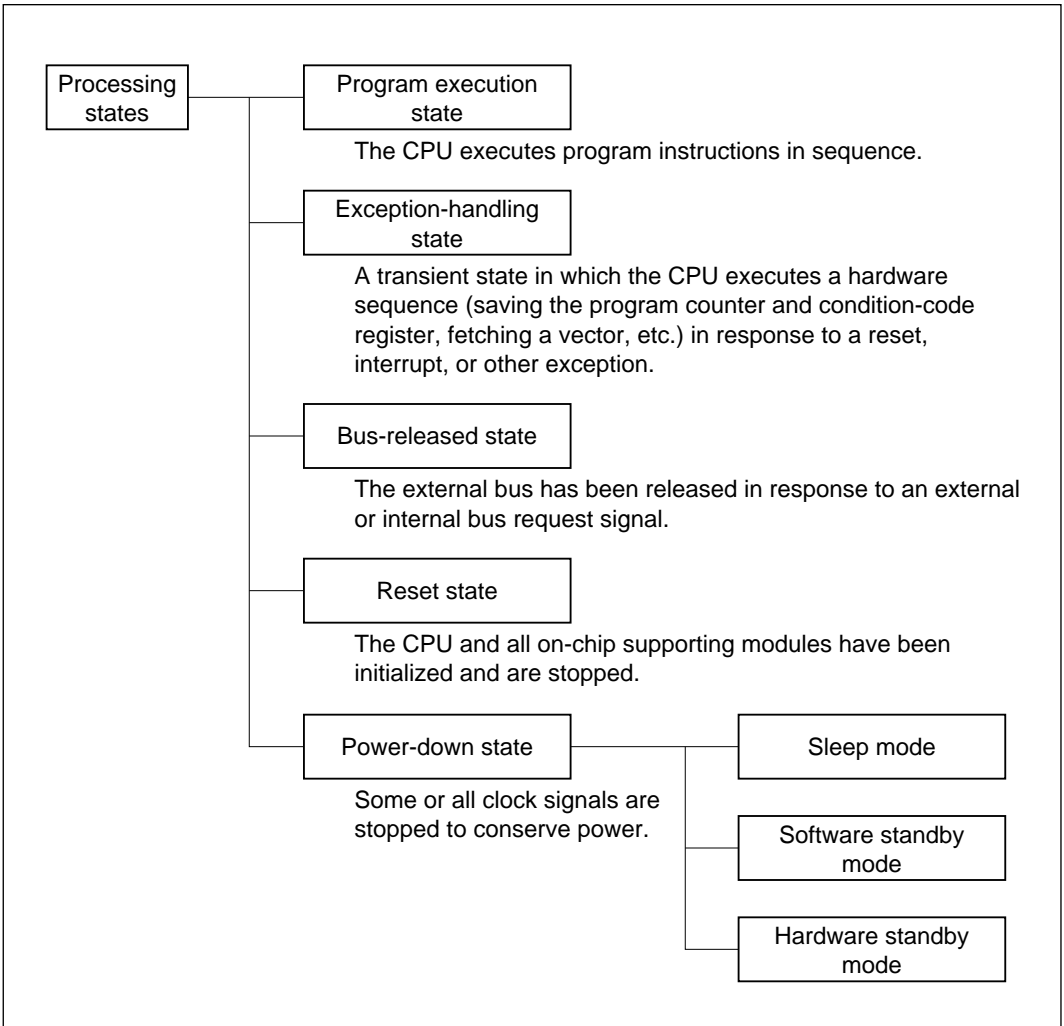 Processing
states
Program execution
state
The CPU executes program instructions in sequence.
Exception-handling
state
A transient state in which the CPU executes a hardware
sequence (saving the program counter and condition-code
register, fetching a vector, etc.) in response to a reset,
interrupt, or other exception.
Bus-released state
The external bus has been released in response to an external
or internal bus request signal.
Reset state
The CPU and all on-chip supporting modules have been
initialized and are stopped.
Power-down state
Some or all clock signals are
stopped to conserve power.
Sleep mode
Software standby
mode
Hardware standby
mode